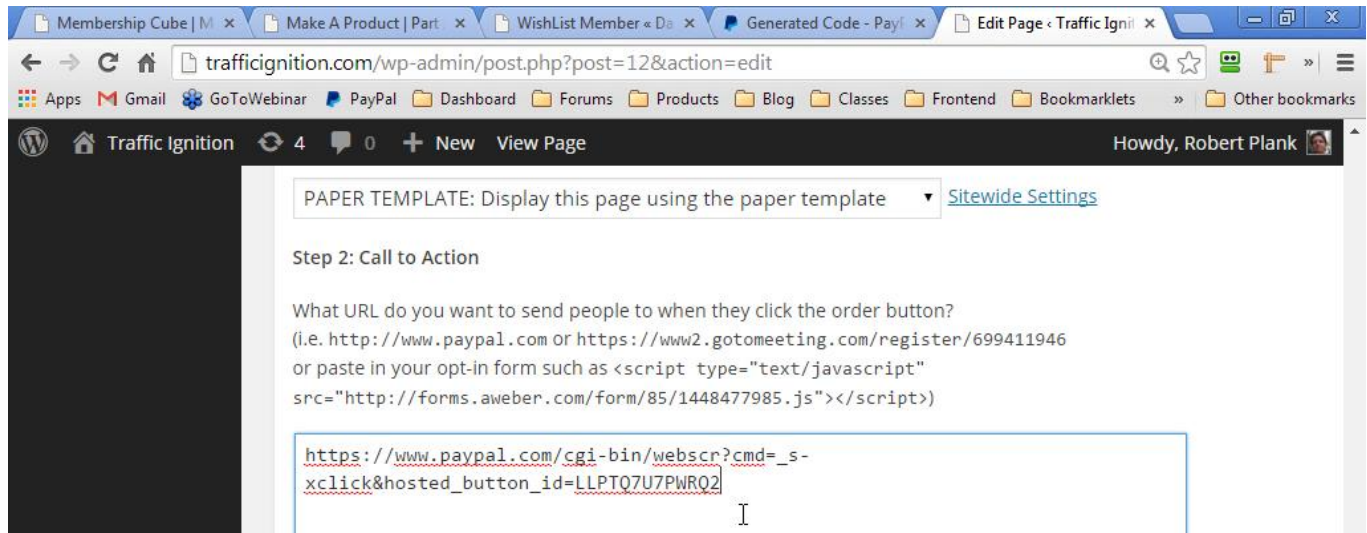 Membership Cube | M
Make A Product | Part
WishList Member « Da
Generated Code - PayP
Edit Page ‹ Traffic Ignit
trafficignition.com/wp-admin/post.php?post=12&action=edit
Apps Gmail GoToWebinar PayPal Dashboard Forums Products Blog Classes Frontend Bookmarklets » Other bookmarks
Traffic Ignition 4 0 + New View Page Howdy, Robert Plank
PAPER TEMPLATE: Display this page using the paper template Sitewide Settings
Step 2: Call to Action
What URL do you want to send people to when they click the order button?
(i.e. http://www.paypal.com or https://www2.gotomeeting.com/register/699411946
or paste in your opt-in form such as <script type="text/javascript"
src="http://forms.aweber.com/form/85/1448477985.js"></script>)
https://www.paypal.com/cgi-bin/webscr?cmd=_s-
xclick&hosted_button_id=LLPTQ7U7PWRQ2